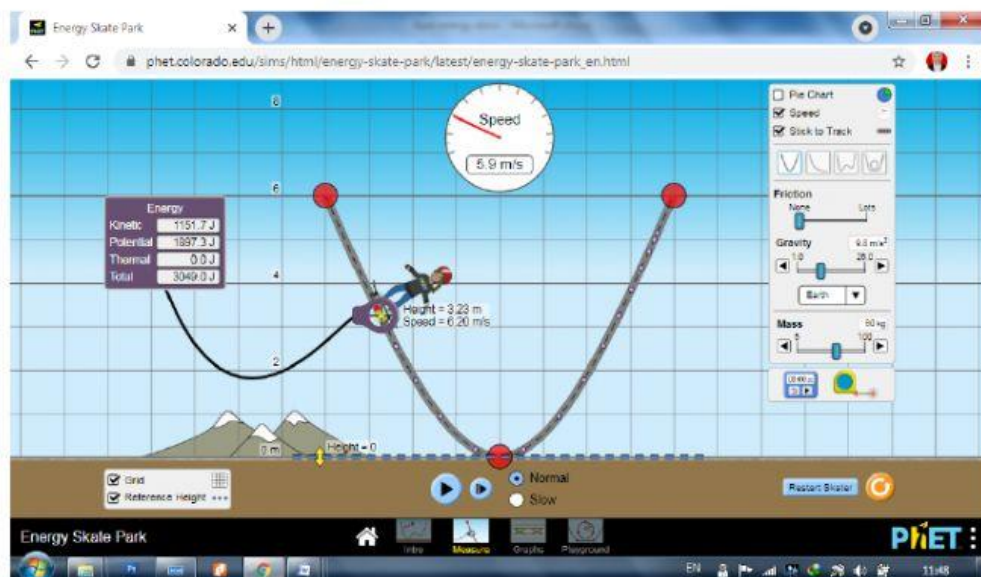 Energy Skate Park
phet.colorado.edu/sims/html/energy-skate-park/latest/energy-skate-park_en.html
8
6
4
2
0 m
Speed
5.9 m/s
Energy
Kinetic 1151.7 J
Potential 1897.3 J
Thermal 0.0 J
Total 3049.0 J
Height = 3.23 m
Speed = 6.20 m/s
Height = 0
Pie Chart
Speed
Stick to Track
Friction
None Lots
Gravity 9.8 m/s²
1.0 26.0
Earth
Mass 60 kg
5 100
Grid
Reference Height
Normal
Slow
Restart Skater
Energy Skate Park
Intro Measure Graphs Playground
PhET
EN 11:48